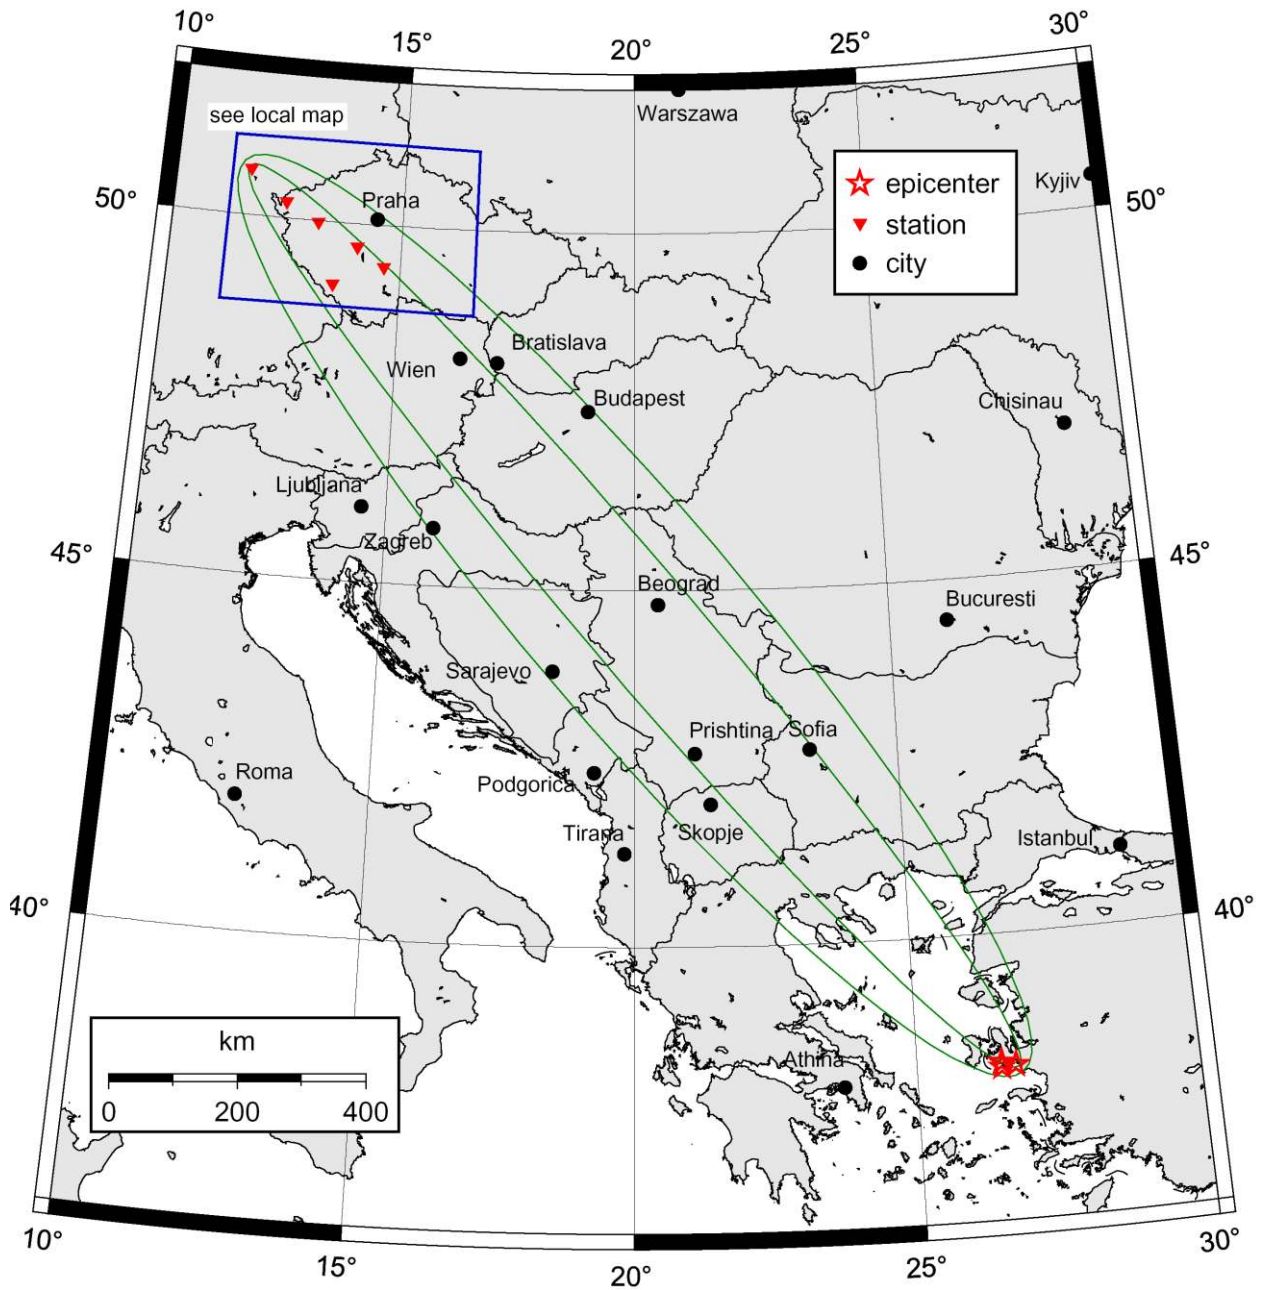 10°
15°
20°
25°
30°
see local map
Warszawa
epicenter
station
city
Kyjiv
50°
50°
Praha
Bratislava
Wien
Budapest
Chisinau
Ljubljana
Zagreb
45°
45°
Beograd
Bucuresti
Sarajevo
Prishtina
Sofia
Roma
Podgorica
Tirana
Skopje
Istanbul
40°
40°
km
0
200
400
Athina
10°
15°
20°
25°
30°